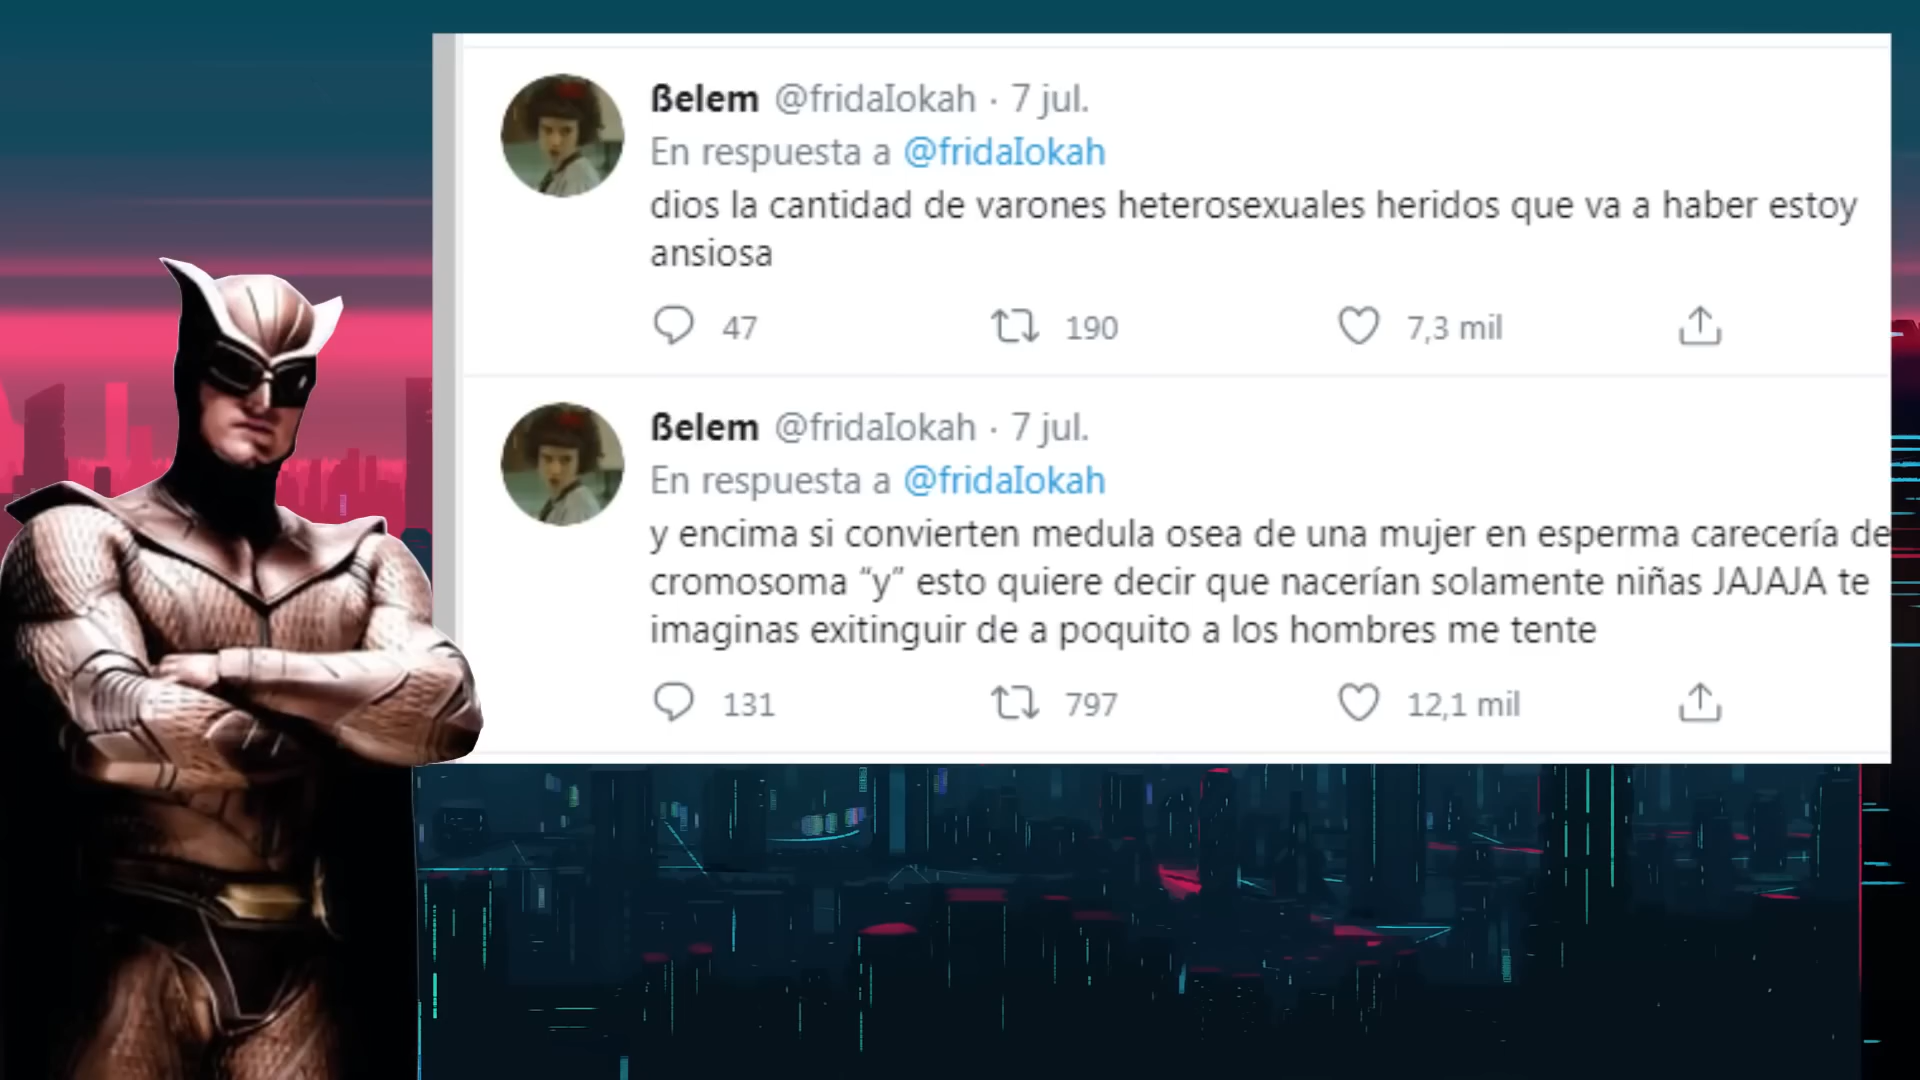 ßelem @fridaIokah · 7 jul.
En respuesta a @fridaIokah
dios la cantidad de varones heterosexuales heridos que va a haber estoy
ansiosa
47 190 7,3 mil
ßelem @fridaIokah · 7 jul.
En respuesta a @fridaIokah
y encima si convierten medula osea de una mujer en esperma carecería de
cromosoma “y” esto quiere decir que nacerían solamente niñas JAJAJA te
imaginas exitinguir de a poquito a los hombres me tente
131 797 12,1 mil